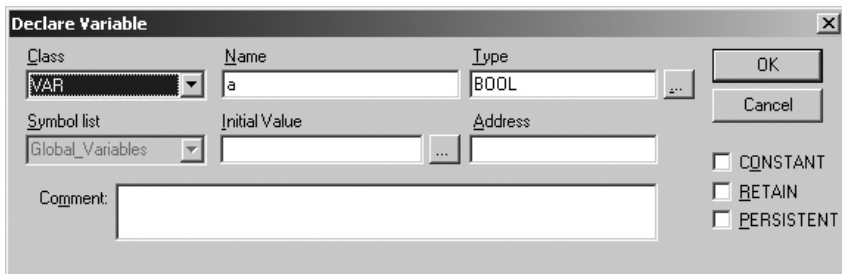 Declare Variable
Class Name Type
VAR a BOOL ... OK
Cancel
Symbol list Initial Value Address
Global_Variables ...
CONSTANT
Comment: RETAIN
PERSISTENT